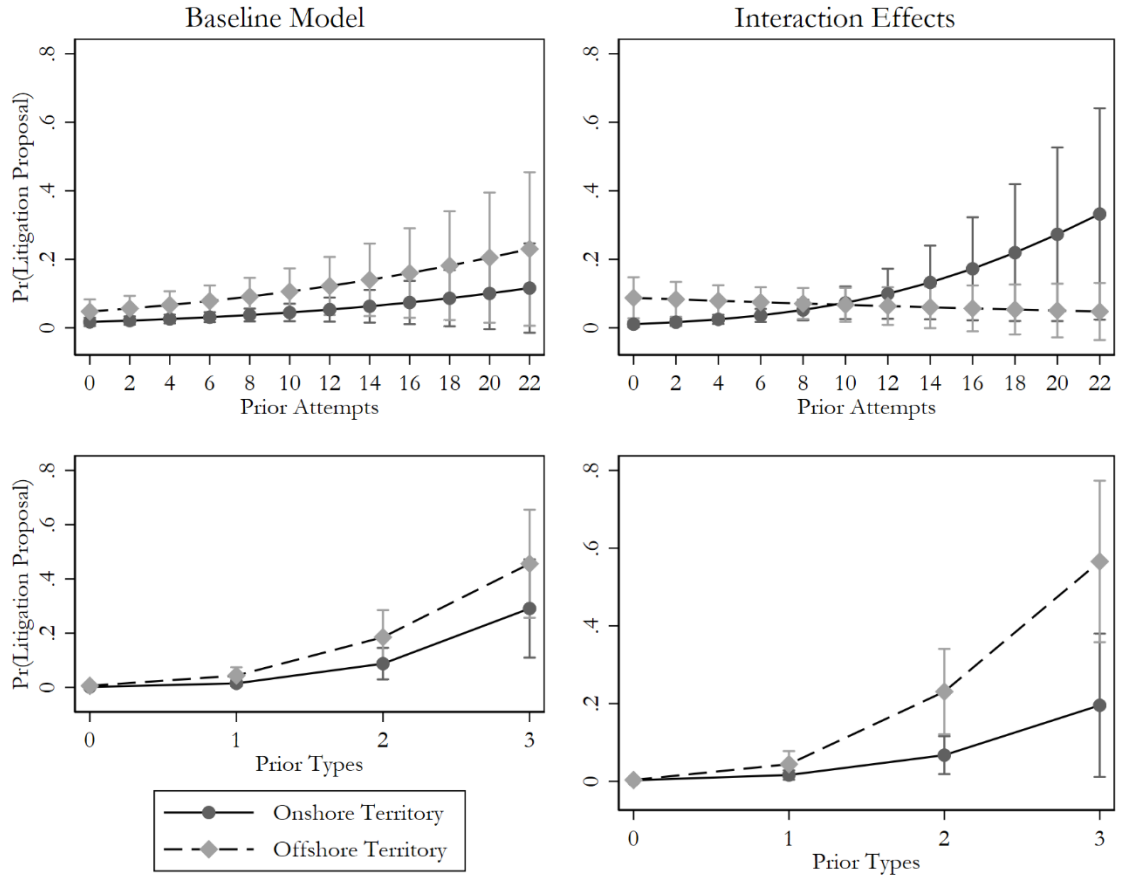 Baseline Model
Interaction Effects
Pr(Litigation Proposal)
0 .2 .4 .6 .8
0 2 4 6 8 10 12 14 16 18 20 22
Prior Attempts
0 .2 .4 .6 .8
0 2 4 6 8 10 12 14 16 18 20 22
Prior Attempts
Pr(Litigation Proposal)
0 .2 .4 .6 .8
0 1 2 3
Prior Types
0 .2 .4 .6 .8
0 1 2 3
Prior Types
Onshore Territory
Offshore Territory